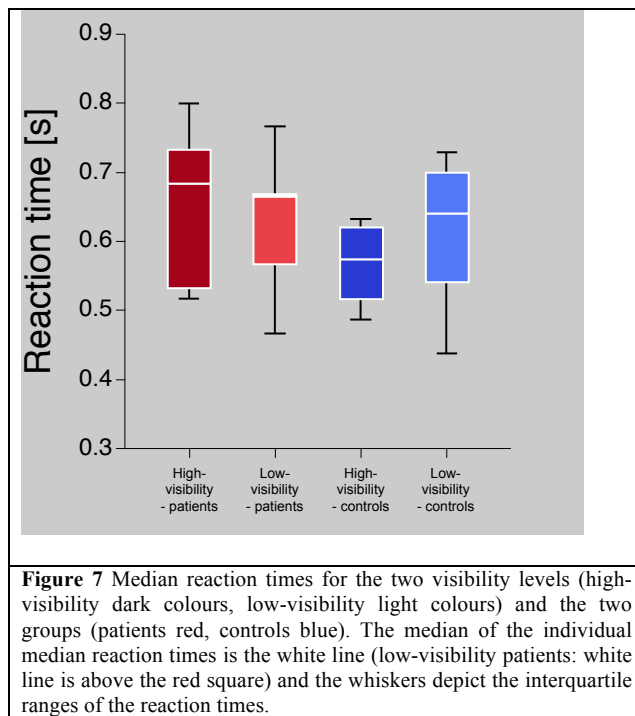 0.9
0.8
0.7
0.6
0.5
0.4
0.3
Reaction time [s]
High-
visibility
- patients
Low-
visibility
- patients
High-
visibility
- controls
Low-
visibility
- controls
Figure 7 Median reaction times for the two visibility levels (high-
visibility dark colours, low-visibility light colours) and the two
groups (patients red, controls blue). The median of the individual
median reaction times is the white line (low-visibility patients: white
line is above the red square) and the whiskers depict the interquartile
ranges of the reaction times.